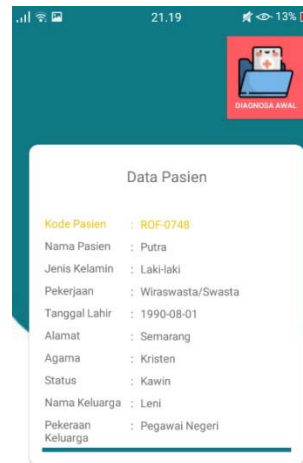 21.19
13%
DIAGNOSA AWAL
Data Pasien
Kode Pasien : ROF-0748
Nama Pasien : Putra
Jenis Kelamin : Laki-laki
Pekerjaan : Wiraswasta/Swasta
Tanggal Lahir : 1990-08-01
Alamat : Semarang
Agama : Kristen
Status : Kawin
Nama Keluarga : Leni
Pekeraan : Pegawai Negeri
Keluarga